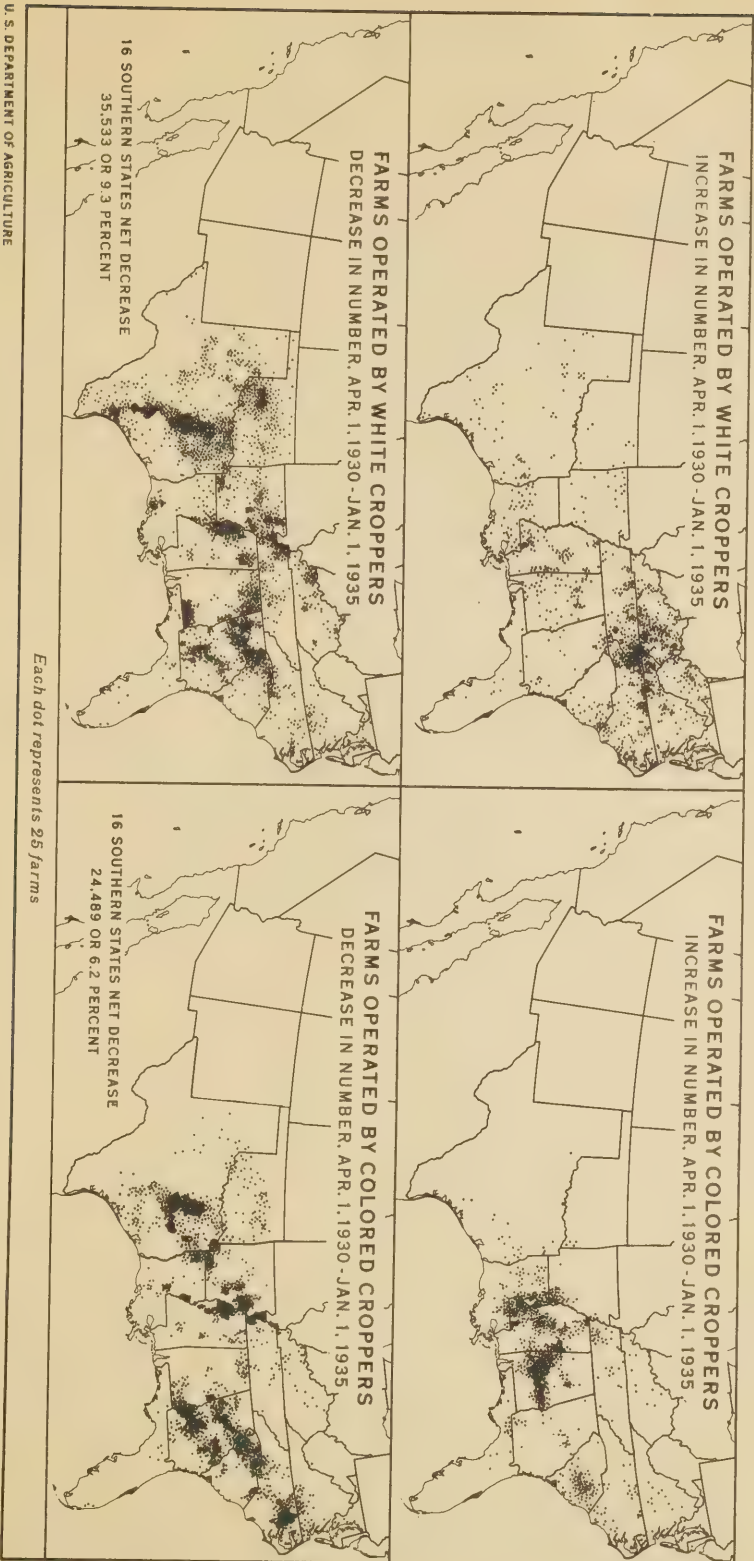 FARMS OPERATED BY WHITE CROPPERS
INCREASE IN NUMBER, APR. 1, 1930 - JAN. 1, 1935
FARMS OPERATED BY COLORED CROPPERS
INCREASE IN NUMBER, APR. 1, 1930 - JAN. 1, 1935
FARMS OPERATED BY WHITE CROPPERS
DECREASE IN NUMBER, APR. 1, 1930 - JAN. 1, 1935
16 SOUTHERN STATES NET DECREASE
35,533 OR 9.3 PERCENT
FARMS OPERATED BY COLORED CROPPERS
DECREASE IN NUMBER, APR. 1, 1930 - JAN. 1, 1935
16 SOUTHERN STATES NET DECREASE
24,489 OR 6.2 PERCENT
Each dot represents 25 farms
U. S. DEPARTMENT OF AGRICULTURE